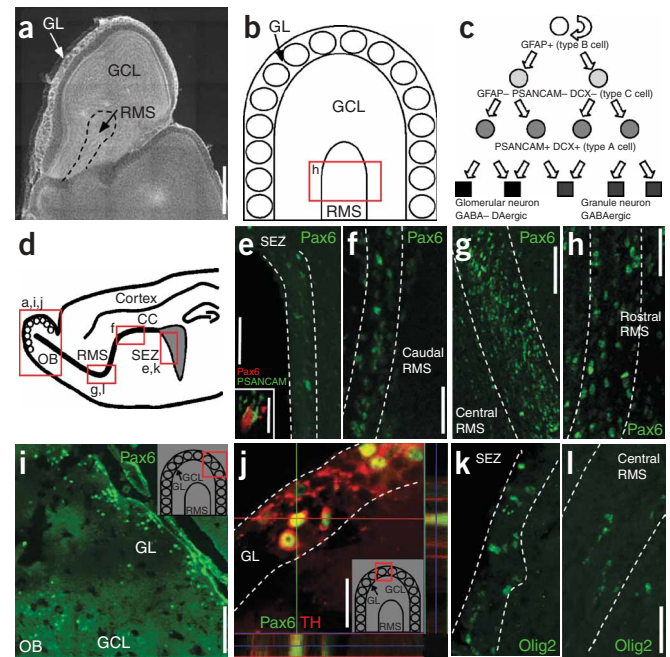 a
GL
GCL
RMS
b
GL
GCL
h
RMS
c
GFAP+ (type B cell)
GFAP– PSANCAM– DCX– (type C cell)
PSANCAM+ DCX+ (type A cell)
Glomerular neuron
GABA– DAergic
Granule neuron
GABAergic
d
a,i,j
Cortex
CC
f
OB
RMS
SEZ
e,k
g,l
e
SEZ
Pax6
Pax6
PSANCAM
f
Pax6
Caudal
RMS
g
Pax6
Central
RMS
h
Rostral
RMS
Pax6
i
Pax6
GCL
GL
RMS
GL
OB
GCL
j
GL
Pax6 TH
GCL
GL
RMS
k
SEZ
Olig2
l
Central
RMS
Olig2